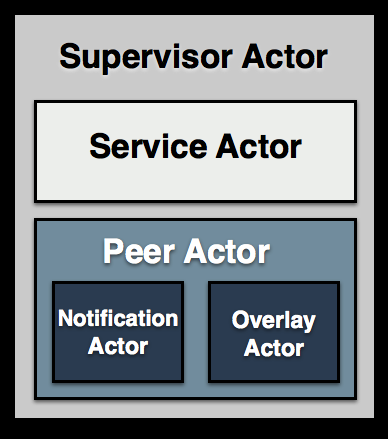 Supervisor Actor
Service Actor
Peer Actor
Notification
Actor
Overlay
Actor